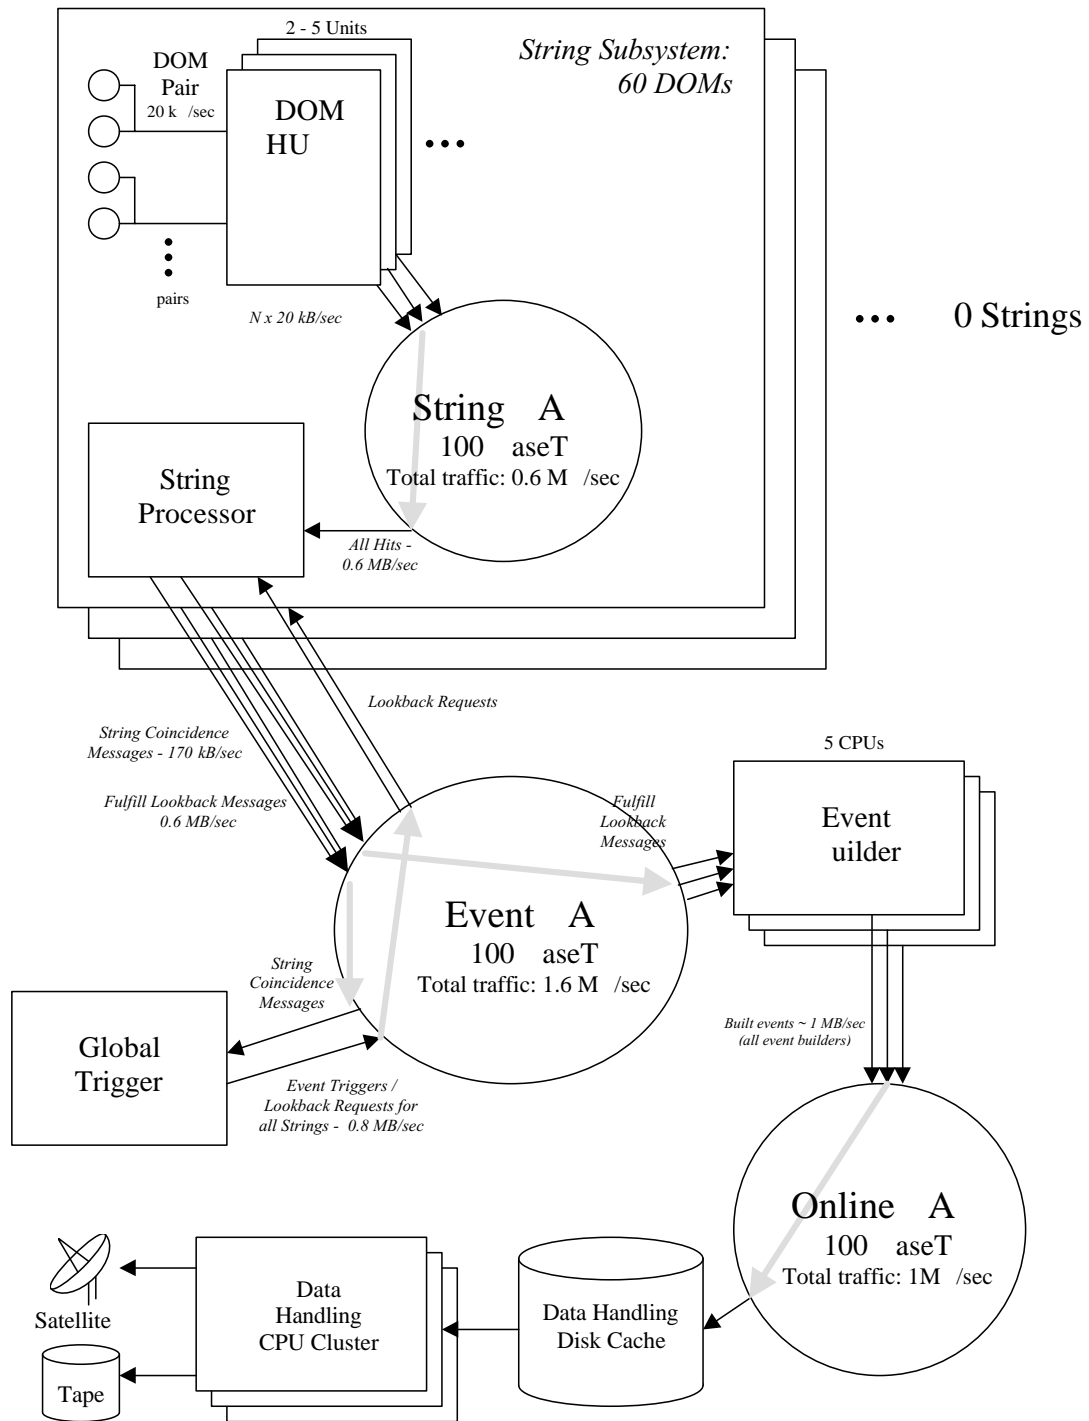 2 - 5 Units
String Subsystem:
60 DOMs
DOM
Pair
20 k /sec
DOM
HU
pairs
N x 20 kB/sec
0 Strings
String A
100 aseT
Total traffic: 0.6 M /sec
String
Processor
All Hits -
0.6 MB/sec
Lookback Requests
String Coincidence
Messages - 170 kB/sec
Fulfill Lookback Messages
0.6 MB/sec
5 CPUs
Fulfill
Lookback
Messages
Event
uilder
Event A
100 aseT
Total traffic: 1.6 M /sec
String
Coincidence
Messages
Global
Trigger
Event Triggers /
Lookback Requests for
all Strings - 0.8 MB/sec
Built events ~ 1 MB/sec
(all event builders)
Online A
100 aseT
Total traffic: 1M /sec
Data
Handling
CPU Cluster
Data Handling
Disk Cache
Satellite
Tape